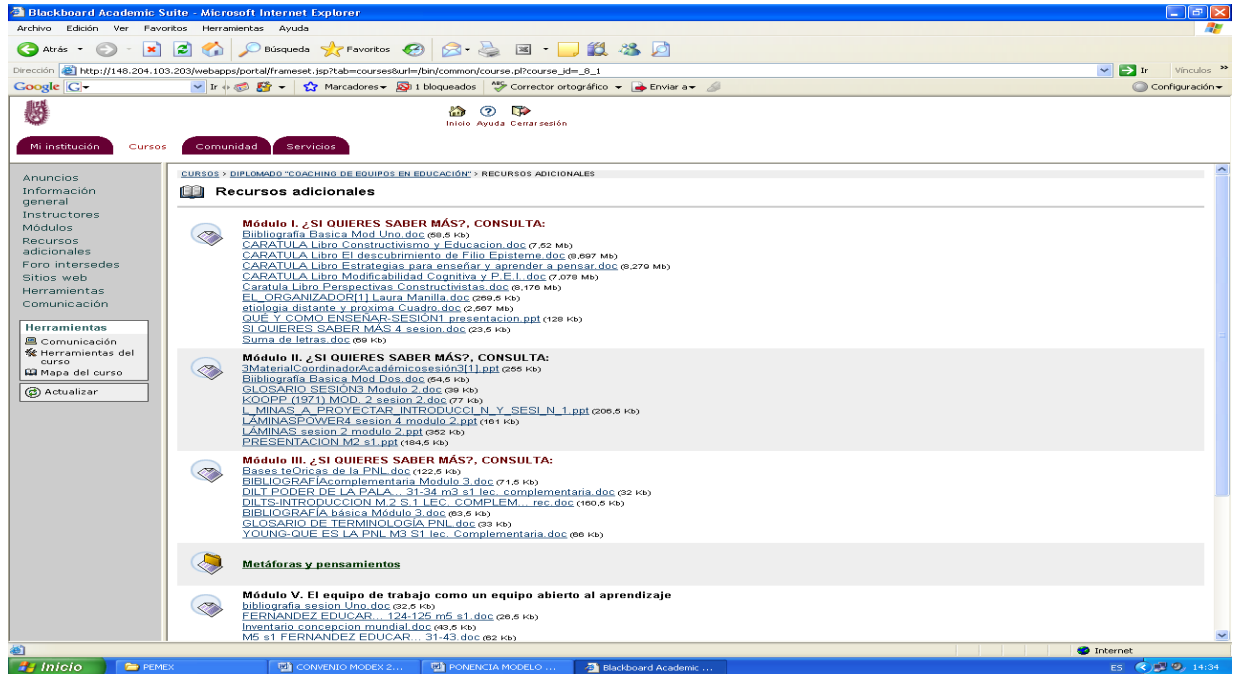 Blackboard Academic Suite - Microsoft Internet Explorer
Archivo Edición Ver Favoritos Herramientas Ayuda
Atrás Búsqueda Favoritos
Dirección http://148.204.103.203/webapps/portal/frameset.jsp?tab=courses&url=/bin/common/course.pl?course_id=_8_1 Ir Vínculos »
Google G Ir Marcadores 1 bloqueados Corrector ortográfico Enviar a Configuración
Inicio Ayuda Cerrar sesión
Mi institución Cursos Comunidad Servicios
Anuncios
Información general
Instructores
Módulos
Recursos adicionales
Foro intersedes
Sitios web
Herramientas
Comunicación
Herramientas
Comunicación
Herramientas del curso
Mapa del curso
Actualizar
CURSOS > DIPLOMADO "COACHING DE EQUIPOS EN EDUCACIÓN" > RECURSOS ADICIONALES
Recursos adicionales
Módulo I. ¿SI QUIERES SABER MÁS?, CONSULTA:
Biibliografía Basica Mod Uno.doc (58,5 Kb)
CARATULA Libro Constructivismo y Educacion.doc (7,52 Mb)
CARATULA Libro El descubrimiento de Filio Episteme.doc (8,697 Mb)
CARATULA Libro Estrategias para enseñar y aprender a pensar.doc (8,279 Mb)
CARATULA Libro Modificabilidad Cognitiva y P.E.I..doc (7,078 Mb)
Caratula Libro Perspectivas Constructivistas.doc (8,176 Mb)
EL_ORGANIZADOR[1] Laura Manilla.doc (269,5 Kb)
etiologia distante y proxima Cuadro.doc (2,567 Mb)
QUÉ Y COMO ENSEÑAR-SESIÓN1 presentacion.ppt (128 Kb)
SI QUIERES SABER MÁS 4 sesion.doc (23,5 Kb)
Suma de letras.doc (69 Kb)
Módulo II. ¿SI QUIERES SABER MÁS?, CONSULTA:
3MaterialCoordinadorAcadémicosesión3[1].ppt (255 Kb)
Biibliografía Basica Mod Dos.doc (54,5 Kb)
GLOSARIO SESIÓN3 Modulo 2.doc (39 Kb)
KOOPP (1971) MOD. 2 sesion 2.doc (77 Kb)
L_MINAS_A_PROYECTAR_INTRODUCCI_N_Y_SESI_N_1.ppt (206,5 Kb)
LÁMINASPOWER4 sesion 4 modulo 2.ppt (161 Kb)
LÁMINAS sesion 2 modulo 2.ppt (352 Kb)
PRESENTACIÓN M2 s1.ppt (184,5 Kb)
Módulo III. ¿SI QUIERES SABER MÁS?, CONSULTA:
Bases teOricas de la PNL.doc (122,5 Kb)
BIBLIOGRAFÍAcomplementaria Modulo 3.doc (71,5 Kb)
DILT PODER DE LA PALA... 31-34 m3 s1 lec. complementaria.doc (32 Kb)
DILTS-INTRODUCCION M.2 S.1 LEC. COMPLEM... rec.doc (160,5 Kb)
BIBLIOGRAFÍA básica Módulo 3.doc (63,5 Kb)
GLOSARIO DE TERMINOLOGÍA PNL.doc (33 Kb)
YOUNG-QUE ES LA PNL M3 S1 lec. Complementaria.doc (66 Kb)
Metáforas y pensamientos
Módulo V. El equipo de trabajo como un equipo abierto al aprendizaje
bibliografia sesion Uno.doc (32,5 Kb)
FERNANDEZ EDUCAR... 124-125 m5 s1.doc (26,5 Kb)
Inventario concepcion mundial.doc (43,5 Kb)
M5 s1 FERNANDEZ EDUCAR... 31-43.doc (62 Kb)
Internet
Inicio PEMEX CONVENIO MODEX 2... PONENCIA MODELO ... Blackboard Academic ... ES 14:34